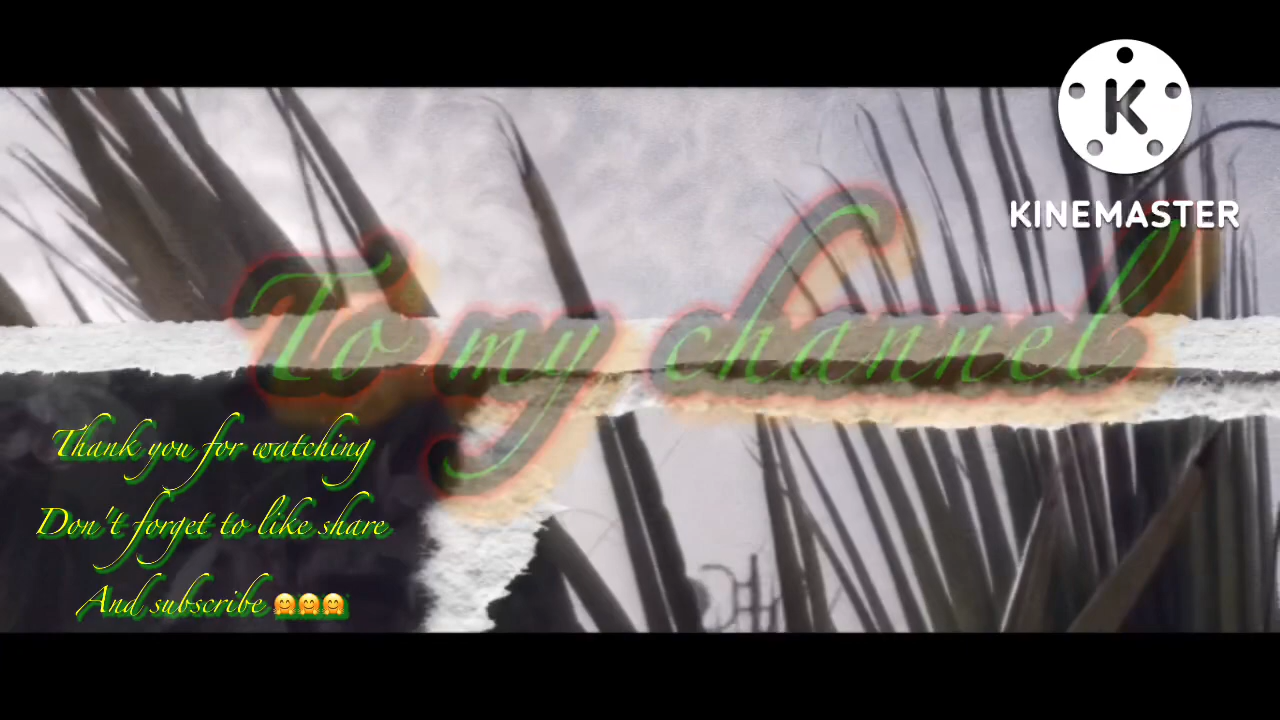 K
KINEMASTER
To my channel
Thank you for watching
Don't forget to like share
And subscribe 🤗🤗🤗